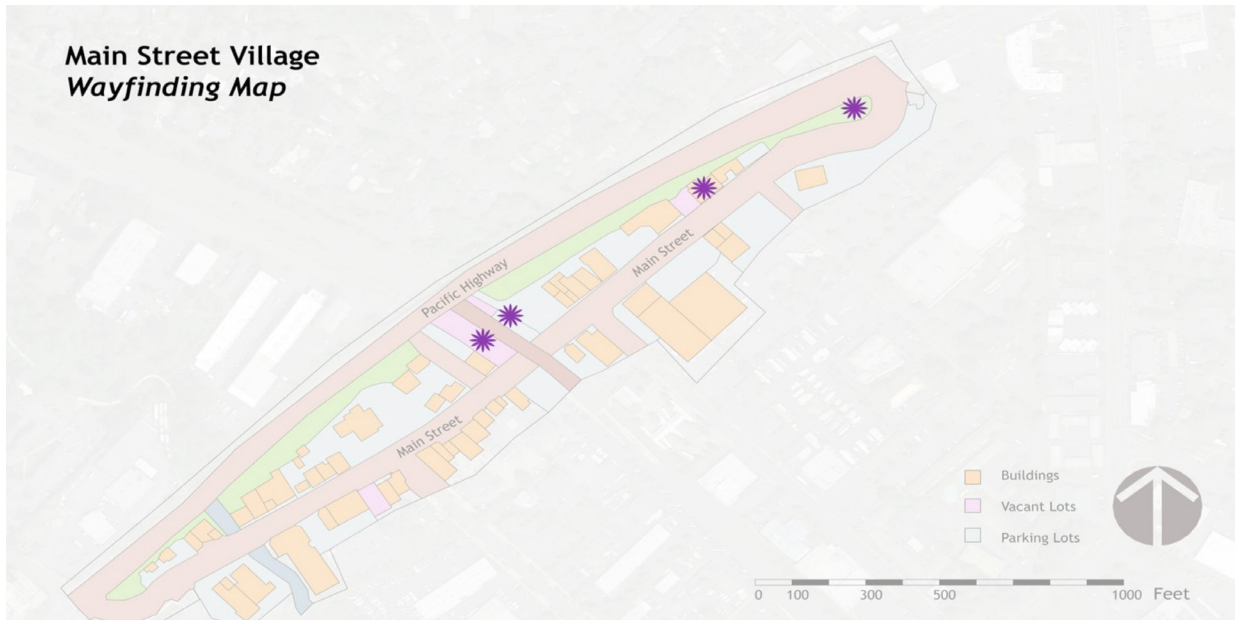 Main Street Village
Wayfinding Map
Pacific Highway
Main Street
Main Street
Buildings
Vacant Lots
Parking Lots
0 100 300 500 1000 Feet